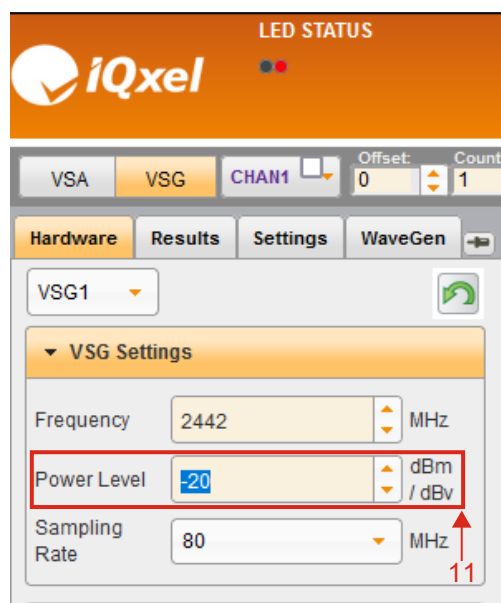 LED STATUS
iQxel
VSA VSG CHAN1 Offset: 0 Count 1
Hardware Results Settings WaveGen
VSG1
VSG Settings
Frequency 2442 MHz
Power Level -20 dBm / dBv
Sampling Rate 80 MHz
11